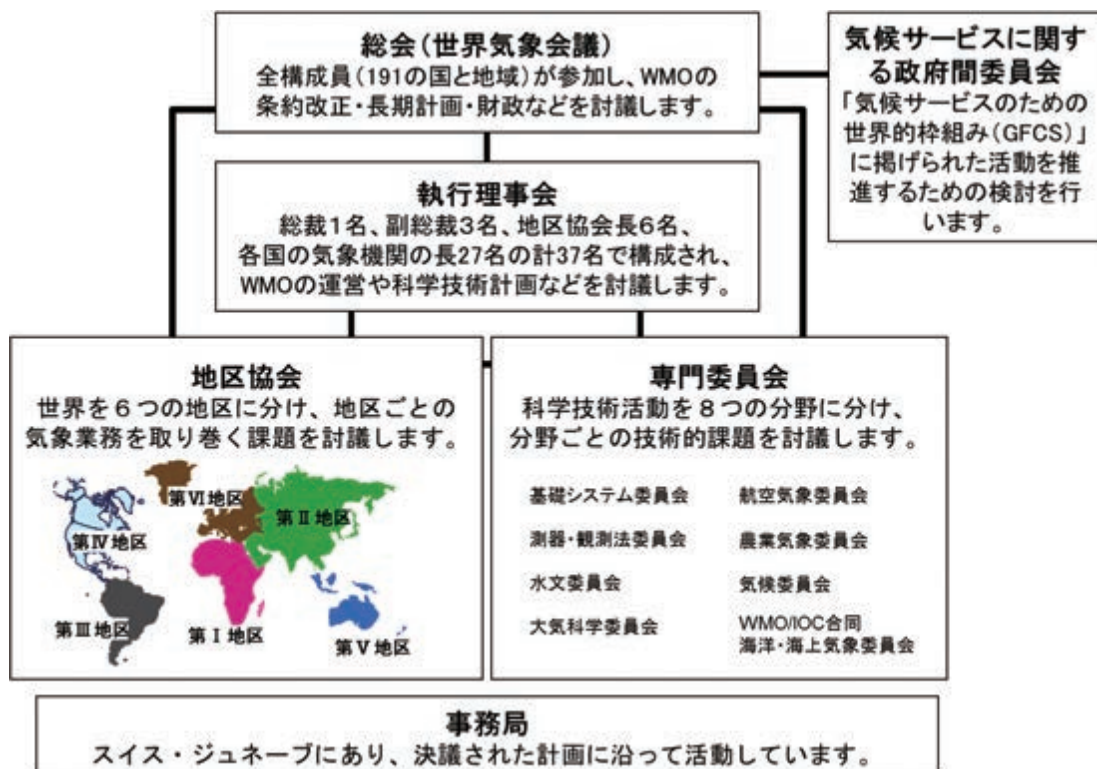 総会(世界気象会議)
全構成員(191の国と地域)が参加し、WMOの
条約改正・長期計画・財政などを討議します。
気候サービスに関す
る政府間委員会
「気候サービスのための
世界的枠組み(GFCS)」
に掲げられた活動を推
進するための検討を行
います。
執行理事会
総裁1名、副総裁3名、地区協会長6名、
各国の気象機関の長27名の計37名で構成され、
WMOの運営や科学技術計画などを討議します。
地区協会
世界を6つの地区に分け、地区ごとの
気象業務を取り巻く課題を討議します。
第Ⅵ地区
第Ⅱ地区
第Ⅳ地区
第Ⅲ地区
第Ⅰ地区
第Ⅴ地区
専門委員会
科学技術活動を8つの分野に分け、
分野ごとの技術的課題を討議します。
基礎システム委員会
航空気象委員会
測器・観測法委員会
農業気象委員会
水文委員会
気候委員会
大気科学委員会
WMO/IOC合同
海洋・海上気象委員会
事務局
スイス・ジュネーブにあり、決議された計画に沿って活動しています。